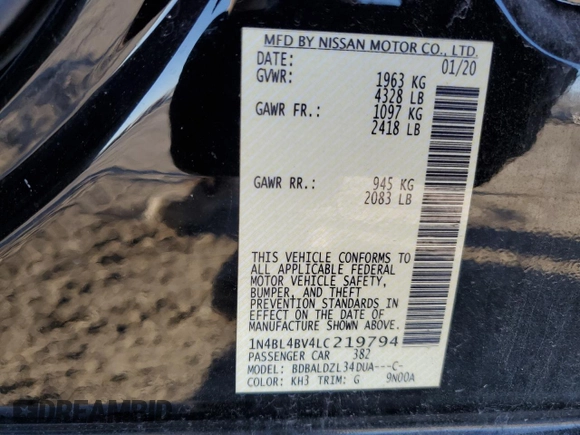 MFD BY NISSAN MOTOR CO., LTD.
DATE: 01/20
GVWR: 1963 KG
4328 LB
GAWR FR.: 1097 KG
2418 LB
GAWR RR.: 945 KG
2083 LB
THIS VEHICLE CONFORMS TO
ALL APPLICABLE FEDERAL
MOTOR VEHICLE SAFETY,
BUMPER, AND THEFT
PREVENTION STANDARDS IN
EFFECT ON THE DATE OF
MANUFACTURE SHOWN ABOVE.
1N4BL4BV4LC219794
PASSENGER CAR 382
MODEL: BDBALDZL34DUA---C-
COLOR: KH3 TRIM: G 9N00A
DREAMBID